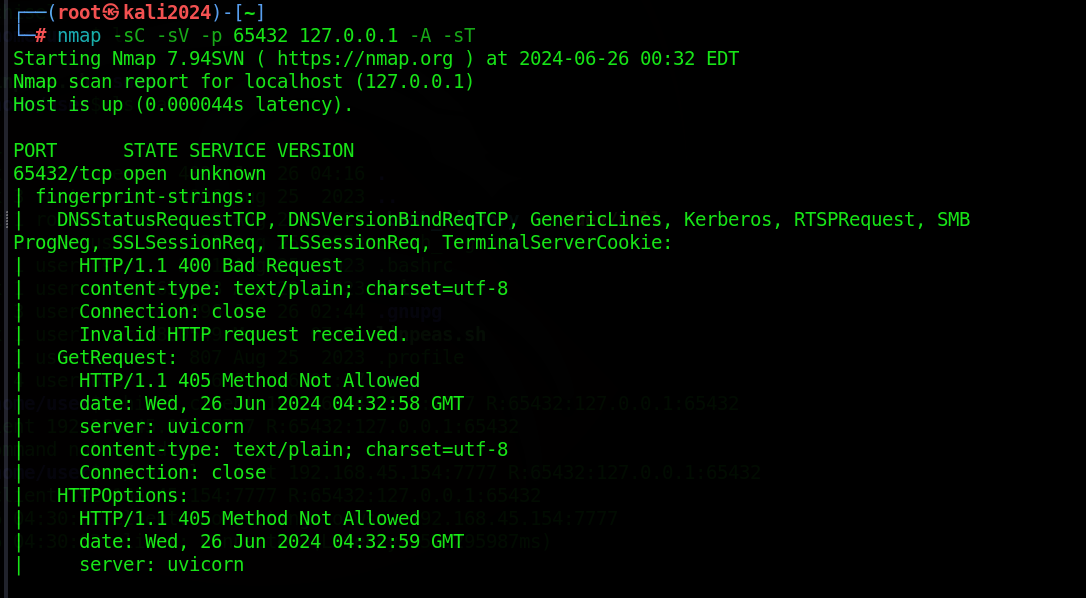 ┌──(root㉿kali2024)-[~]
└─# nmap -sC -sV -p 65432 127.0.0.1 -A -sT
Starting Nmap 7.94SVN ( https://nmap.org ) at 2024-06-26 00:32 EDT
Nmap scan report for localhost (127.0.0.1)
Host is up (0.000044s latency).

PORT      STATE SERVICE VERSION
65432/tcp open  unknown
| fingerprint-strings:
|   DNSStatusRequestTCP, DNSVersionBindReqTCP, GenericLines, Kerberos, RTSPRequest, SMB
ProgNeg, SSLSessionReq, TLSSessionReq, TerminalServerCookie:
|     HTTP/1.1 400 Bad Request
|     content-type: text/plain; charset=utf-8
|     Connection: close
|     Invalid HTTP request received.
|   GetRequest:
|     HTTP/1.1 405 Method Not Allowed
|     date: Wed, 26 Jun 2024 04:32:58 GMT
|     server: uvicorn
|     content-type: text/plain; charset=utf-8
|     Connection: close
|   HTTPOptions:
|     HTTP/1.1 405 Method Not Allowed
|     date: Wed, 26 Jun 2024 04:32:59 GMT
|     server: uvicorn